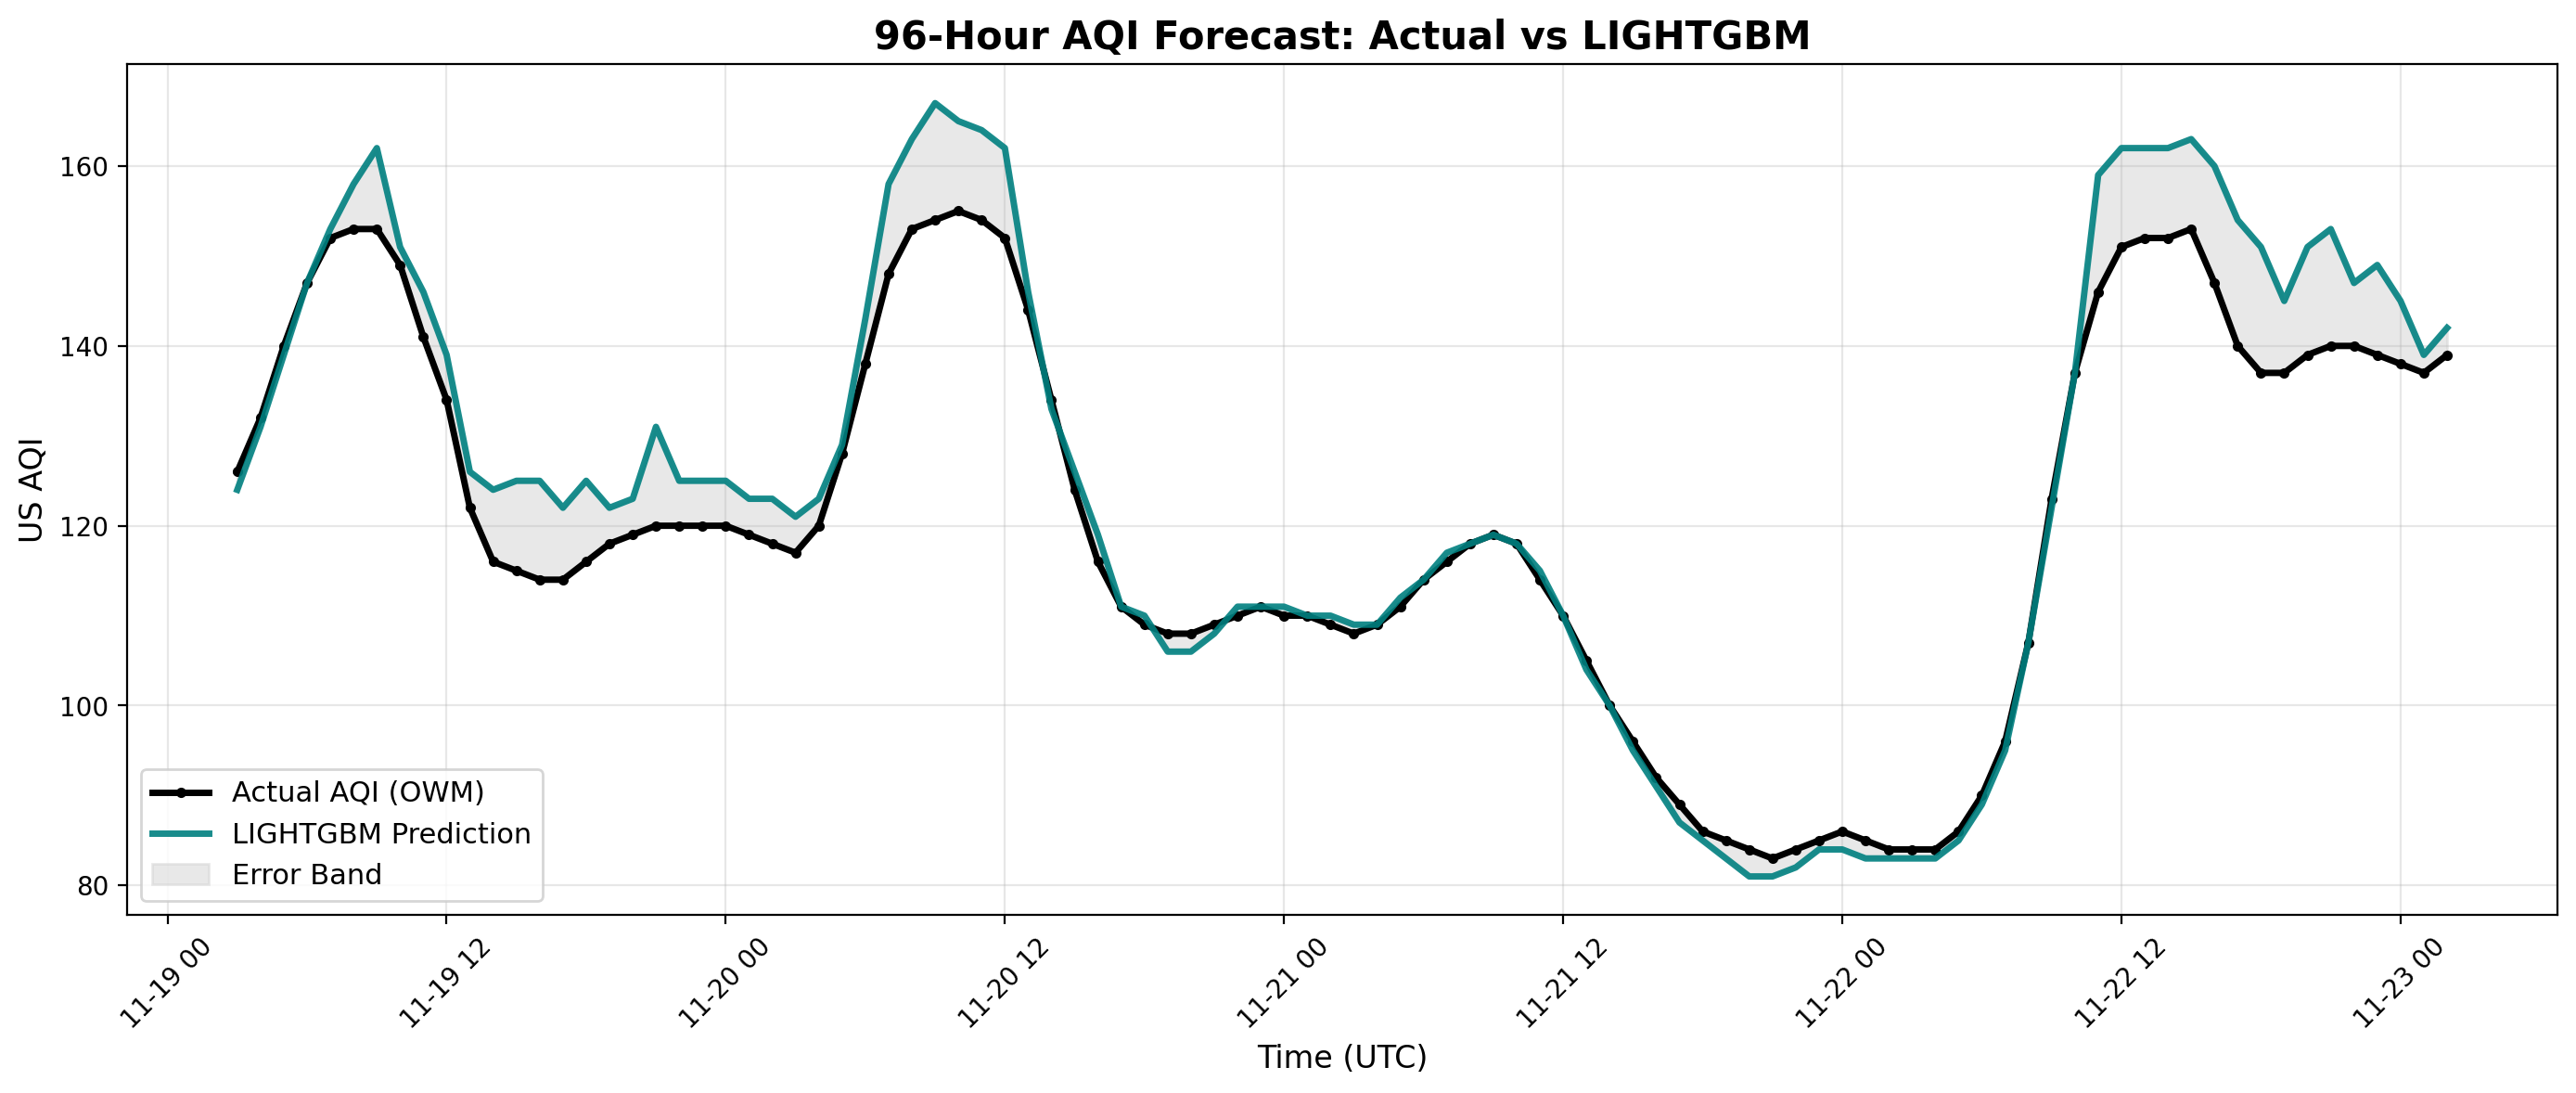 96-Hour AQI Forecast: Actual vs LIGHTGBM
US AQI
160
140
120
100
80
Actual AQI (OWM)
LIGHTGBM Prediction
Error Band
11-19 00
11-19 12
11-20 00
11-20 12
11-21 00
11-21 12
11-22 00
11-22 12
11-23 00
Time (UTC)